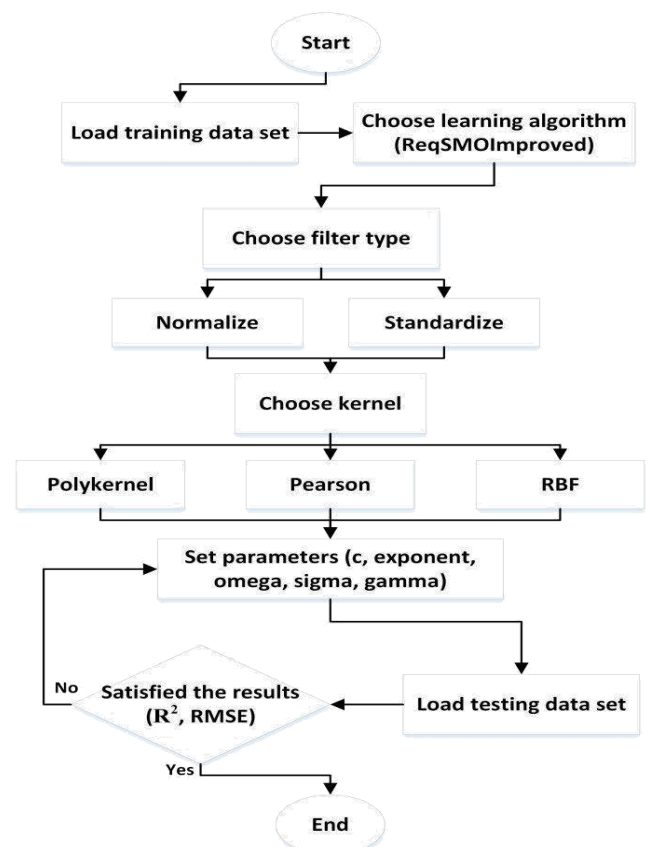 Start
Load training data set
Choose learning algorithm
(ReqSMOImproved)
Choose filter type
Normalize
Standardize
Choose kernel
Polykernel
Pearson
RBF
Set parameters (c, exponent,
omega, sigma, gamma)
No
Satisfied the results
(R², RMSE)
Load testing data set
Yes
End